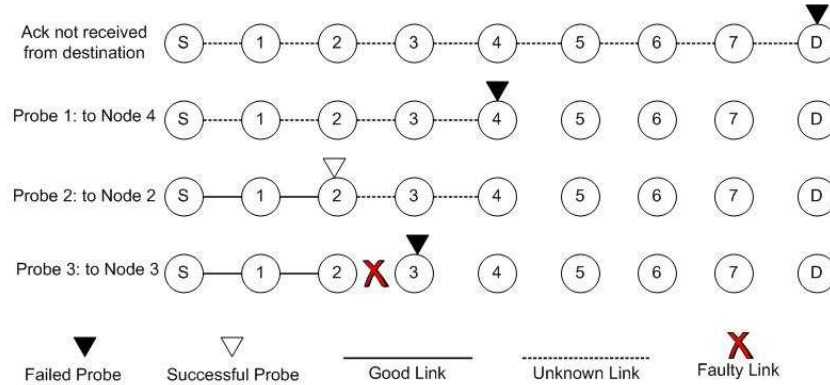 Ack not received
from destination
S 1 2 3 4 5 6 7 D
Probe 1: to Node 4
S 1 2 3 4 5 6 7 D
Probe 2: to Node 2
S 1 2 3 4 5 6 7 D
Probe 3: to Node 3
S 1 2 3 4 5 6 7 D
Failed Probe
Successful Probe
Good Link
Unknown Link
Faulty Link